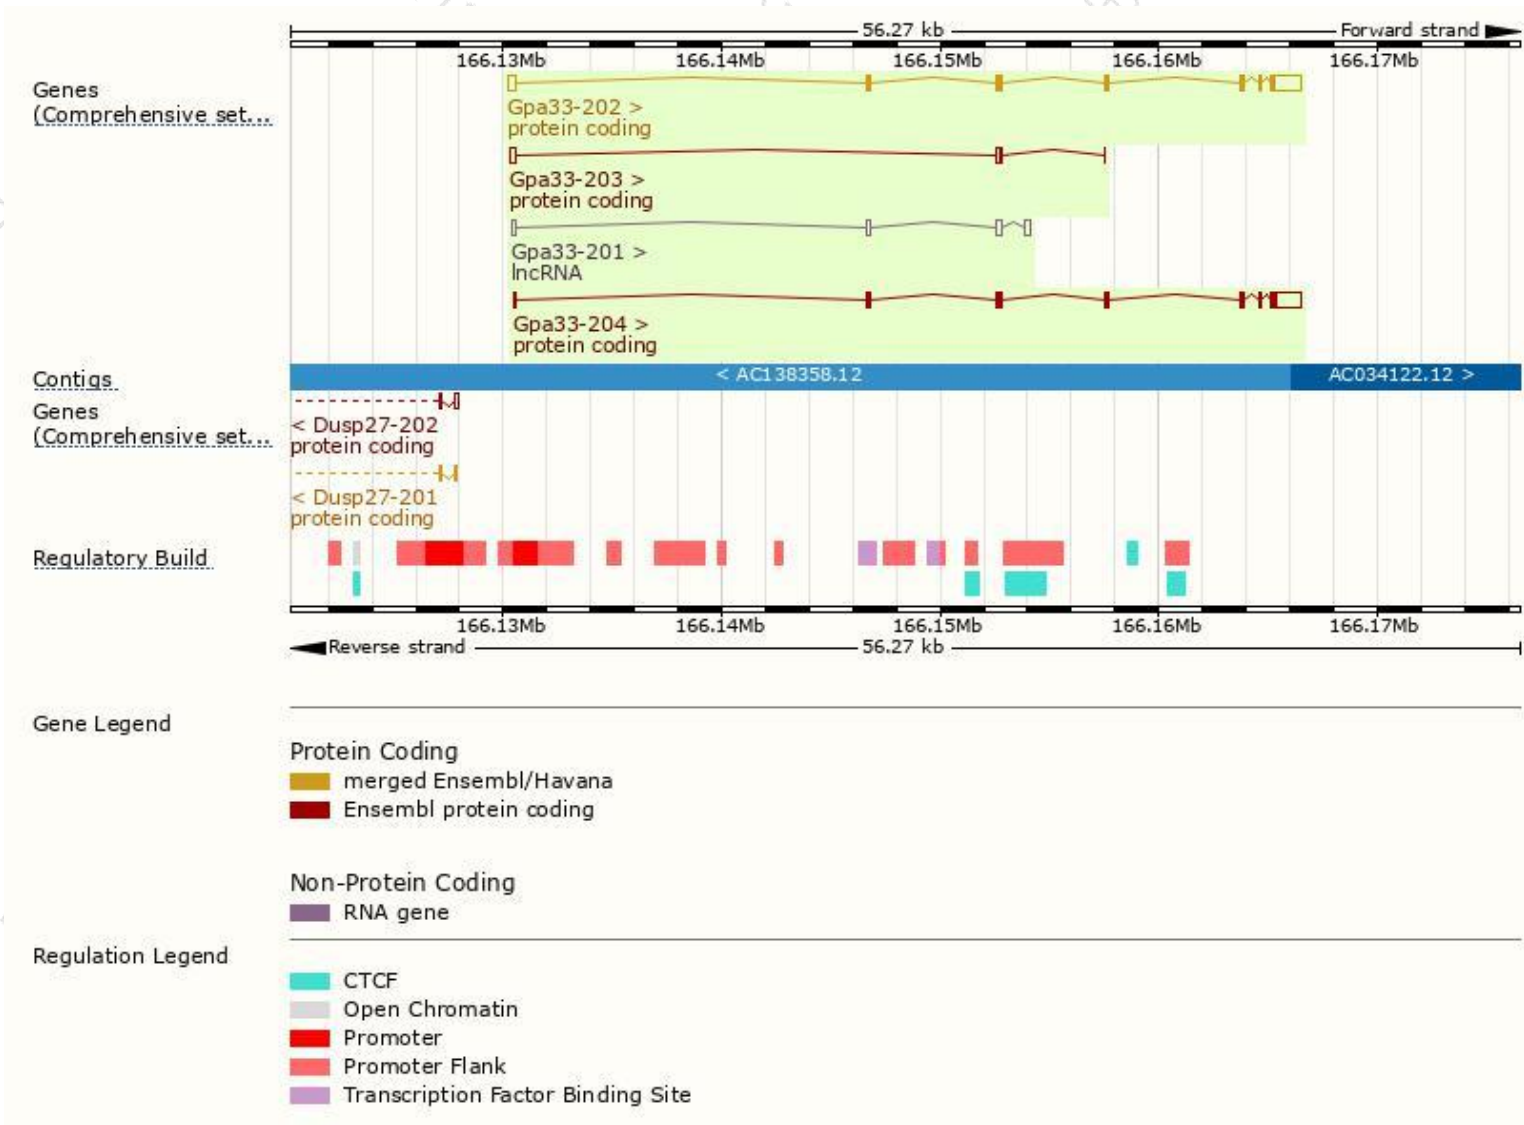 56.27 kb Forward strand
166.13Mb 166.14Mb 166.15Mb 166.16Mb 166.17Mb
Genes
(Comprehensive set...
Gpa33-202 >
protein coding
Gpa33-203 >
protein coding
Gpa33-201 >
lncRNA
Gpa33-204 >
protein coding
Contigs < AC138358.12 AC034122.12 >
Genes
(Comprehensive set...
< Dusp27-202
protein coding
< Dusp27-201
protein coding
Regulatory Build
166.13Mb 166.14Mb 166.15Mb 166.16Mb 166.17Mb
Reverse strand 56.27 kb
Gene Legend
Protein Coding
merged Ensembl/Havana
Ensembl protein coding
Non-Protein Coding
RNA gene
Regulation Legend
CTCF
Open Chromatin
Promoter
Promoter Flank
Transcription Factor Binding Site